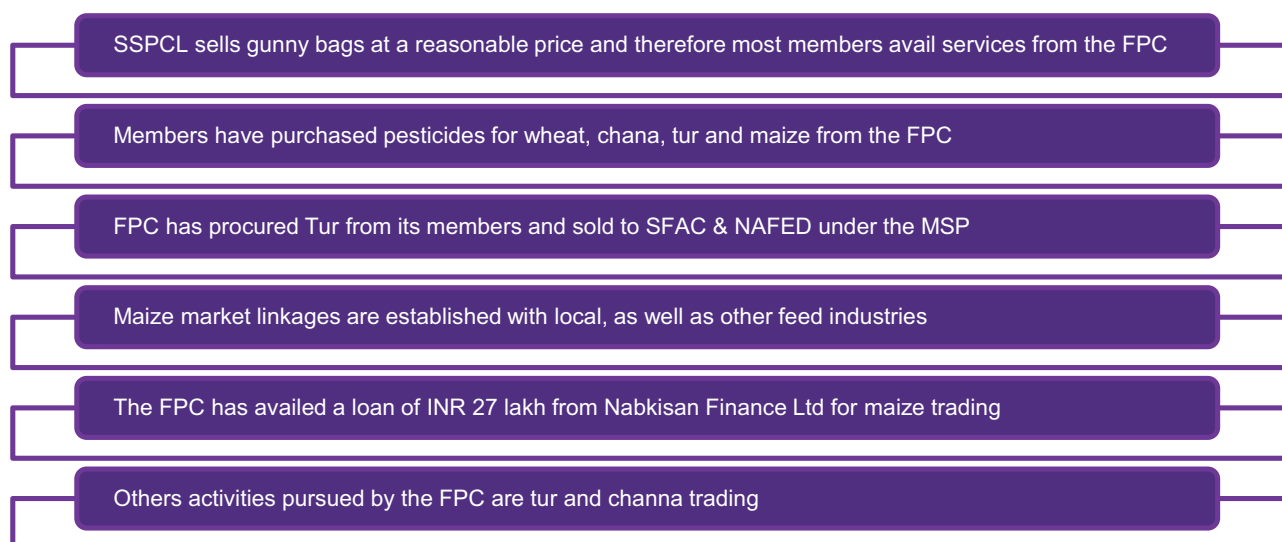 SSPCL sells gunny bags at a reasonable price and therefore most members avail services from the FPC
Members have purchased pesticides for wheat, chana, tur and maize from the FPC
FPC has procured Tur from its members and sold to SFAC & NAFED under the MSP
Maize market linkages are established with local, as well as other feed industries
The FPC has availed a loan of INR 27 lakh from Nabkisan Finance Ltd for maize trading
Others activities pursued by the FPC are tur and channa trading